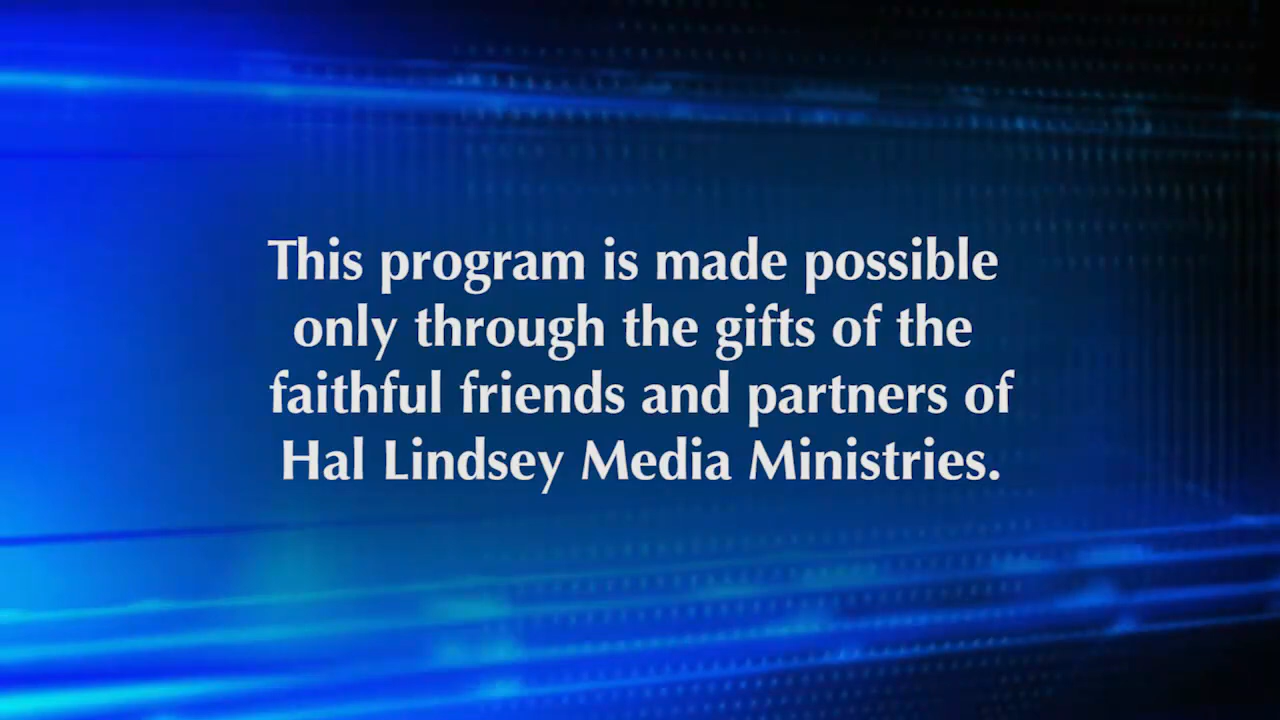 This program is made possible
only through the gifts of the
faithful friends and partners of
Hal Lindsey Media Ministries.